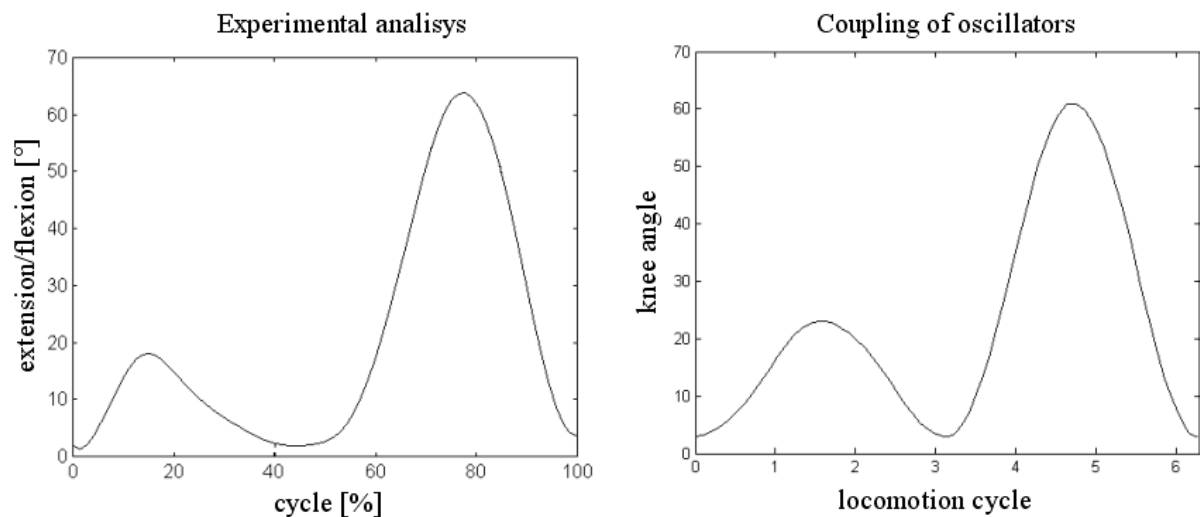 Experimental analisys
70
60
50
40
30
20
10
0
extension/flexion [°]
0 20 40 60 80 100
cycle [%]
Coupling of oscillators
70
60
50
40
30
20
10
0
knee angle
0 1 2 3 4 5 6
locomotion cycle